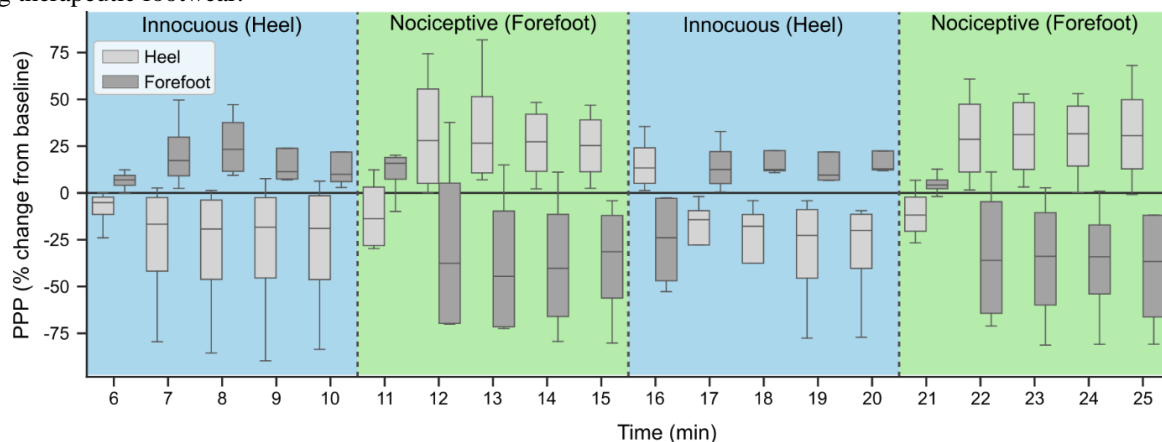 g therapeutic footwear.
Innocuous (Heel) Nociceptive (Forefoot) Innocuous (Heel) Nociceptive (Forefoot)
Heel
Forefoot
75
50
25
0
-25
-50
-75
PPP (% change from baseline)
6 7 8 9 10 11 12 13 14 15 16 17 18 19 20 21 22 23 24 25
Time (min)